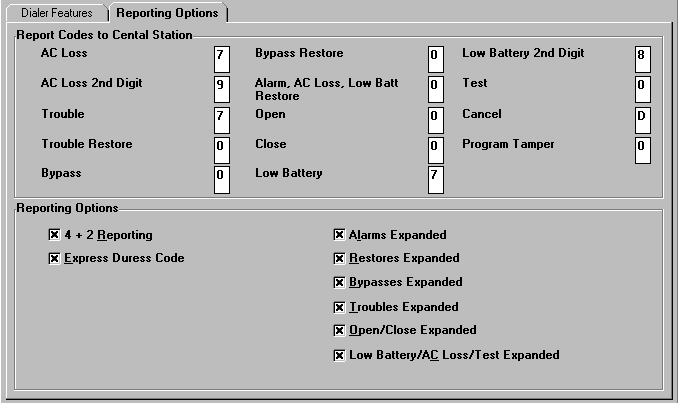 Dialer Features Reporting Options
Report Codes to Cental Station
AC Loss 7 Bypass Restore 0 Low Battery 2nd Digit 8
AC Loss 2nd Digit 9 Alarm, AC Loss, Low Batt Restore 0 Test 0
Trouble 7 Open 0 Cancel D
Trouble Restore 0 Close 0 Program Tamper 0
Bypass 0 Low Battery 7
Reporting Options
4 + 2 Reporting
Express Duress Code
Alarms Expanded
Restores Expanded
Bypasses Expanded
Troubles Expanded
Open/Close Expanded
Low Battery/AC Loss/Test Expanded